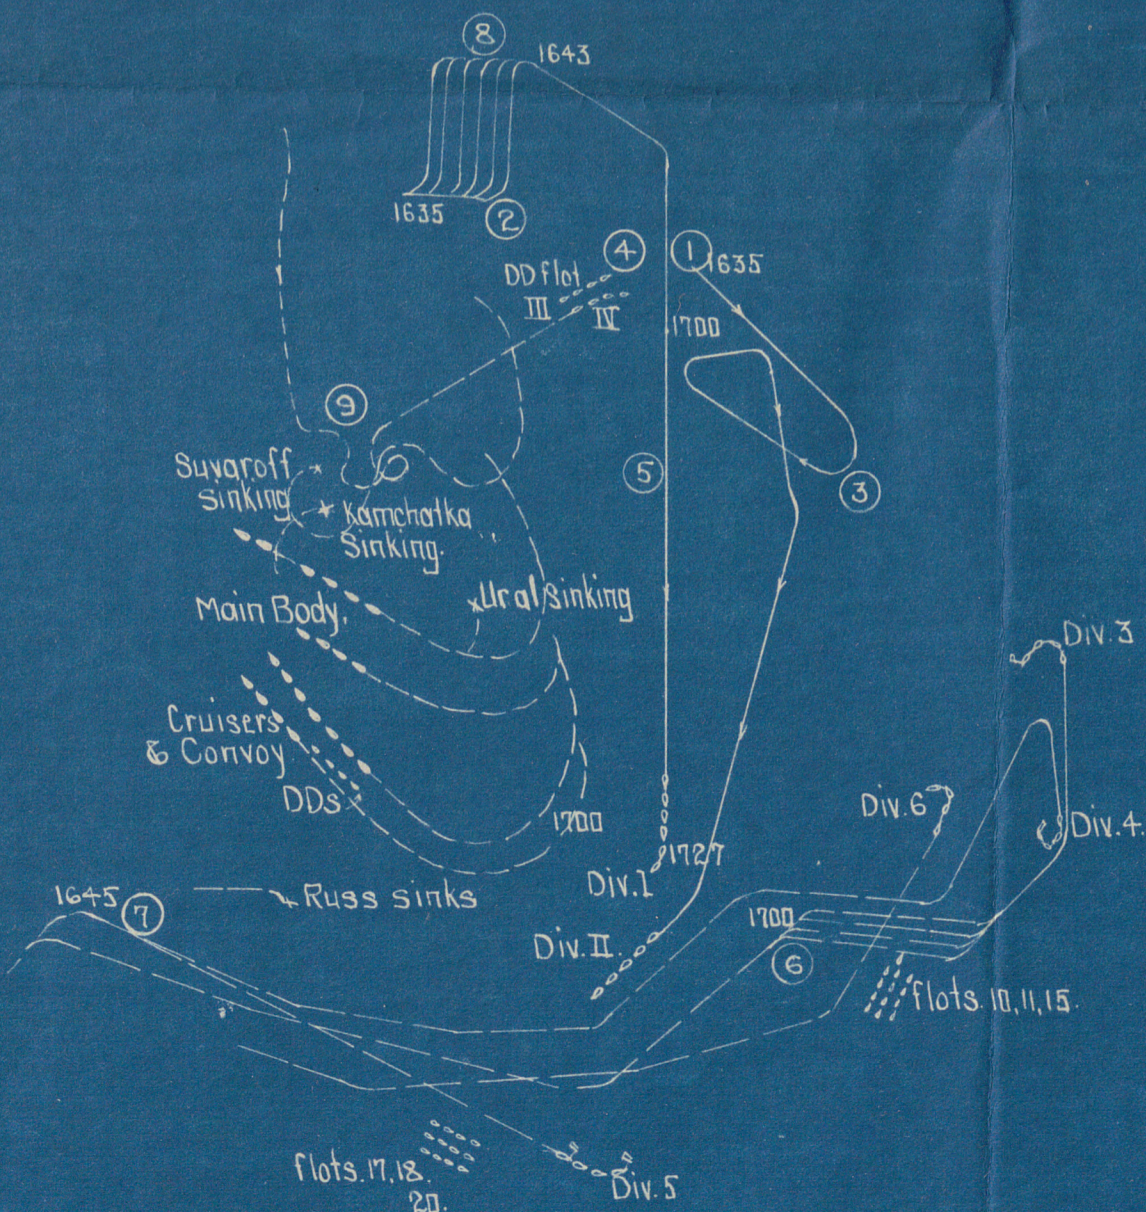 8
1643
1635
2
4
1
1635
DD flot
III
IV
1700
9
Suvaroff
Sinking
5
3
Kamchatka
Sinking.
Ural Sinking
Main Body.
Div. 3
Cruisers
& Convoy
DDs
1700
Div. 6
Div. 4.
1727
Div. I
1645
7
Russ sinks
1700
Div. II.
6
flots. 10, 11, 15.
flots. 17, 18.
20.
Div. 5